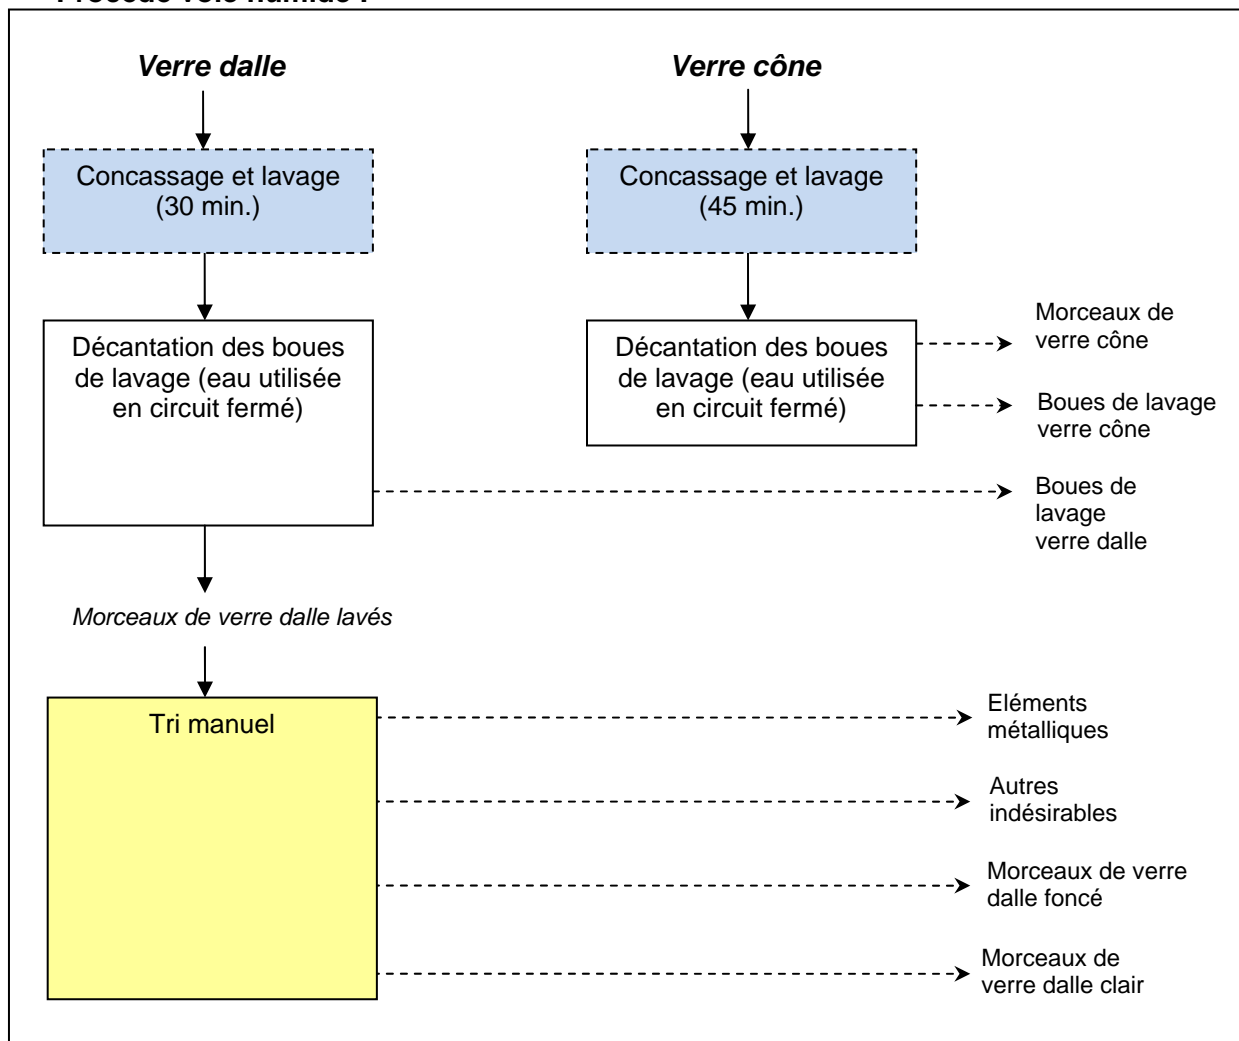 Procédé voie humide :
Verre dalle
Verre cône
Concassage et lavage
(30 min.)
Concassage et lavage
(45 min.)
Décantation des boues
de lavage (eau utilisée
en circuit fermé)
Décantation des boues
de lavage (eau utilisée
en circuit fermé)
Morceaux de
verre cône
Boues de lavage
verre cône
Boues de
lavage
verre dalle
Morceaux de verre dalle lavés
Tri manuel
Eléments
métalliques
Autres
indésirables
Morceaux de verre
dalle foncé
Morceaux de
verre dalle clair